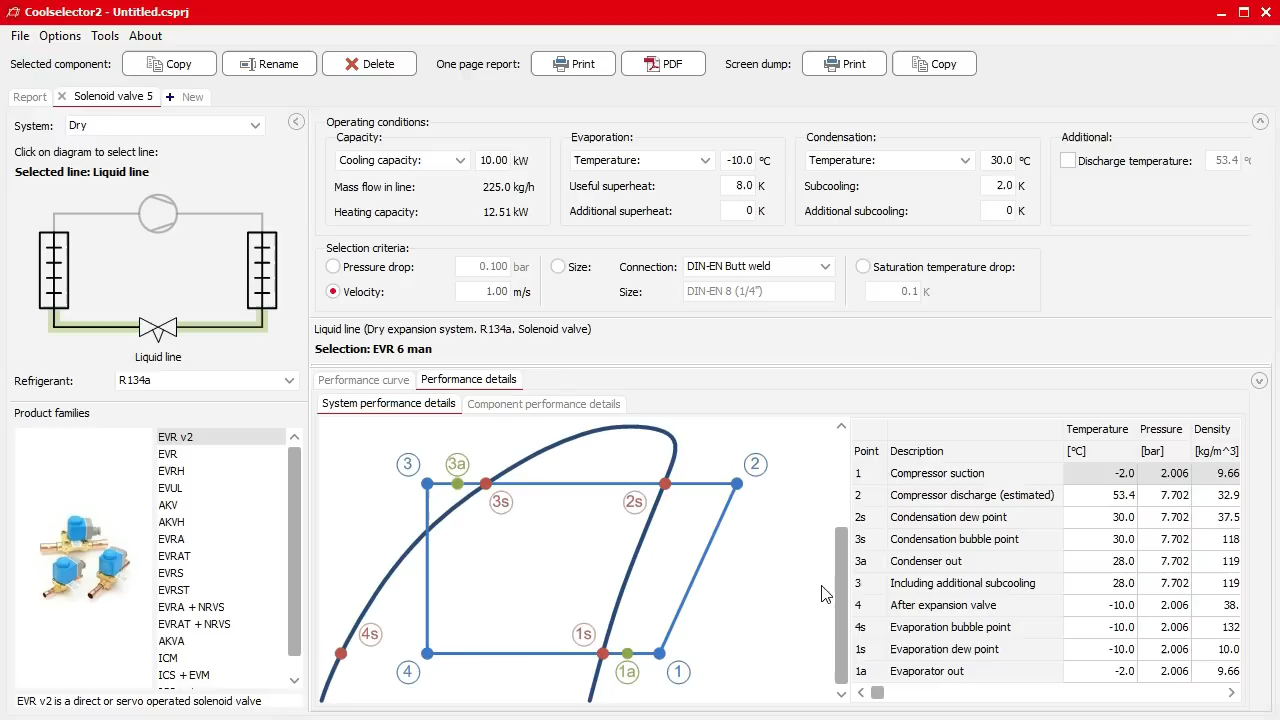 Coolselector2 - Untitled.csprj
File Options Tools About
Selected component: Copy Rename Delete One page report: Print PDF Screen dump: Print Copy
Report Solenoid valve 5 New
System: Dry
Click on diagram to select line:
Selected line: Liquid line
Liquid line
Refrigerant: R134a
Product families
EVR v2
EVR
EVRH
EVUL
AKV
AKVH
EVRA
EVRAT
EVRS
EVRST
EVRA + NRVS
EVRAT + NRVS
AKVA
ICM
ICS + EVM
EVR v2 is a direct or servo operated solenoid valve
Operating conditions:
Capacity:
Cooling capacity: 10.00 kW
Mass flow in line: 225.0 kg/h
Heating capacity: 12.51 kW
Evaporation:
Temperature: -10.0 °C
Useful superheat: 8.0 K
Additional superheat: 0 K
Condensation:
Temperature: 30.0 °C
Subcooling: 2.0 K
Additional subcooling: 0 K
Additional:
Discharge temperature: 53.4
Selection criteria:
Pressure drop: 0.100 bar
Velocity: 1.00 m/s
Size: Connection: DIN-EN Butt weld
Size: DIN-EN 8 (1/4")
Saturation temperature drop:
0.1 K
Liquid line (Dry expansion system. R134a. Solenoid valve)
Selection: EVR 6 man
Performance curve Performance details
System performance details Component performance details
3 3a 2
3s 2s
4s 1s
4 1a 1
Temperature Pressure Density
Point Description [°C] [bar] [kg/m^3]
1 Compressor suction -2.0 2.006 9.66
2 Compressor discharge (estimated) 53.4 7.702 32.9
2s Condensation dew point 30.0 7.702 37.5
3s Condensation bubble point 30.0 7.702 118
3a Condenser out 28.0 7.702 119
3 Including additional subcooling 28.0 7.702 119
4 After expansion valve -10.0 2.006 38.
4s Evaporation bubble point -10.0 2.006 132
1s Evaporation dew point -10.0 2.006 10.0
1a Evaporator out -2.0 2.006 9.66